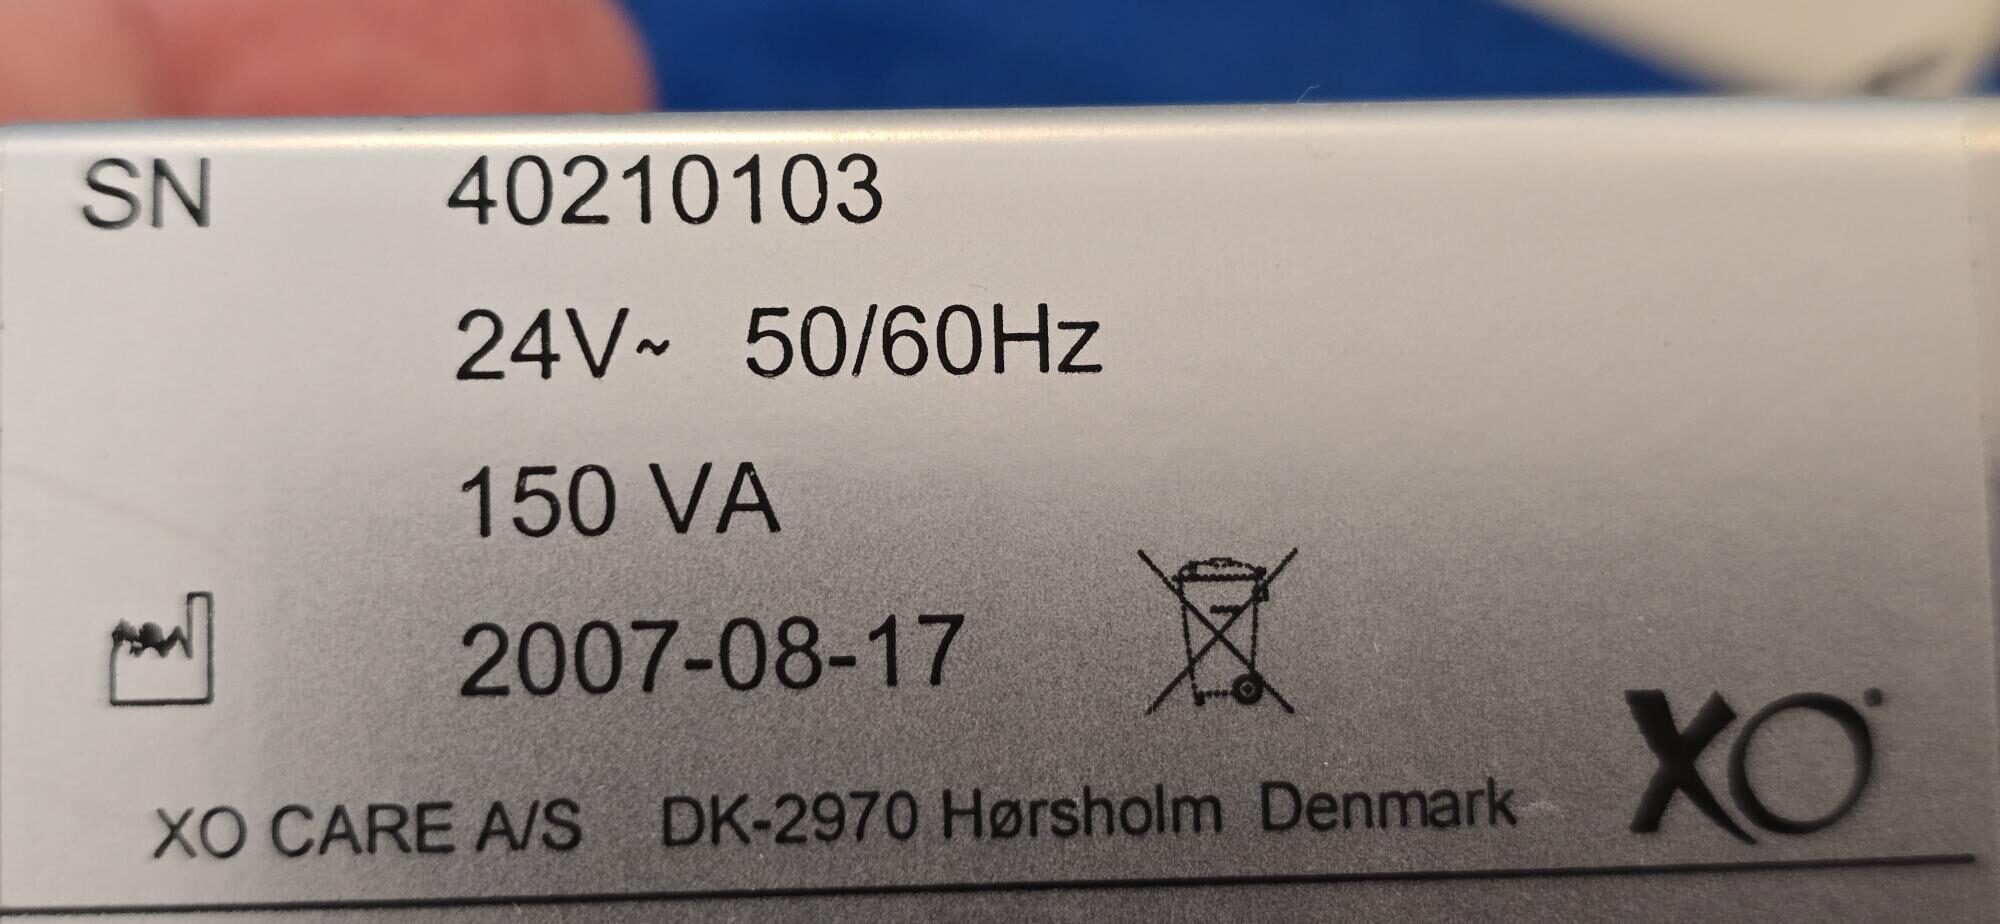 SN 40210103
24V~ 50/60Hz
150 VA
2007-08-17
XO CARE A/S DK-2970 Hørsholm Denmark
XO